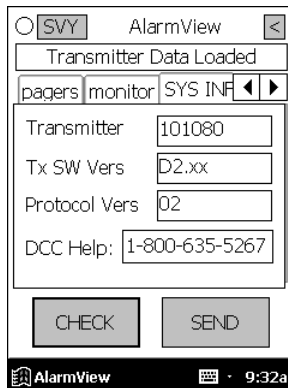 SVY AlarmView <
Transmitter Data Loaded
pagers monitor SYS INF
Transmitter 101080
Tx SW Vers D2.xx
Protocol Vers 02
DCC Help: 1-800-635-5267
CHECK SEND
AlarmView 9:32a